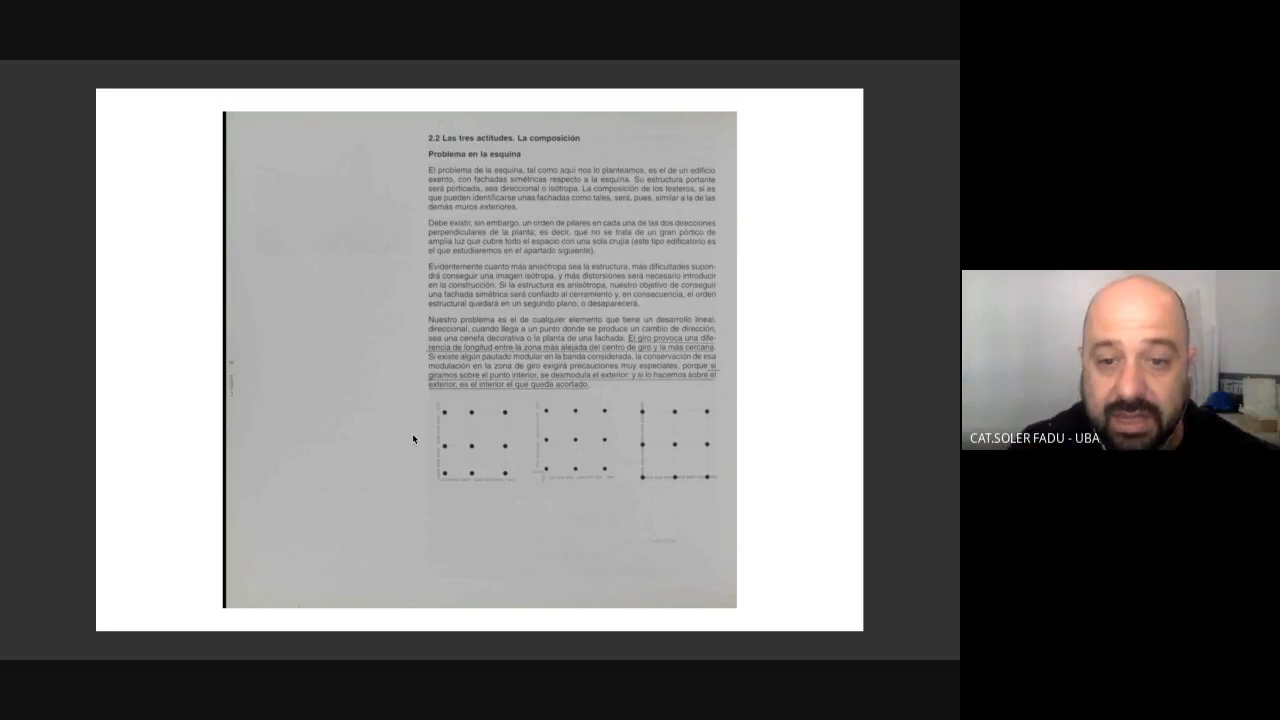 2.2 Las tres actitudes. La composición
Problema en la esquina
El problema de la esquina, tal como aquí nos lo planteamos, es el de un edificio
exento, con fachadas simétricas respecto a la esquina. Su estructura portante
será porticada, sea direccional o isótropa. La composición de los testeros, si es
que pueden identificarse unas fachadas como tales, será, pues, similar a la de las
demás muros exteriores.
Debe existir, sin embargo, un orden de pilares en cada una de las dos direcciones
perpendiculares de la planta; es decir, que no se trata de un gran pórtico de
amplia luz que cubre todo el espacio con una sola crujía (este tipo edificatorio es
el que estudiaremos en el apartado siguiente).
Evidentemente cuanto más anisótropa sea la estructura, más dificultades supon-
drá conseguir una imagen isótropa, y más distorsiones será necesario introducir
en la construcción. Si la estructura es anisótropa, nuestro objetivo de conseguir
una fachada simétrica será confiado al cerramiento y, en consecuencia, el orden
estructural quedará en un segundo plano, o desaparecerá.
Nuestro problema es el de cualquier elemento que tiene un desarrollo lineal,
direccional, cuando llega a un punto donde se produce un cambio de dirección,
sea una cenefa decorativa o la planta de una fachada. El giro provoca una dife-
rencia de longitud entre la zona más alejada del centro de giro y la más cercana.
Si existe algún pautado modular en la banda considerada, la conservación de esa
modulación en la zona de giro exigirá precauciones muy especiales, porque si
giramos sobre el punto interior, se desmodula el exterior; y si lo hacemos sobre el
exterior, es el interior el que queda acortado.
CAT.SOLER FADU - UBA